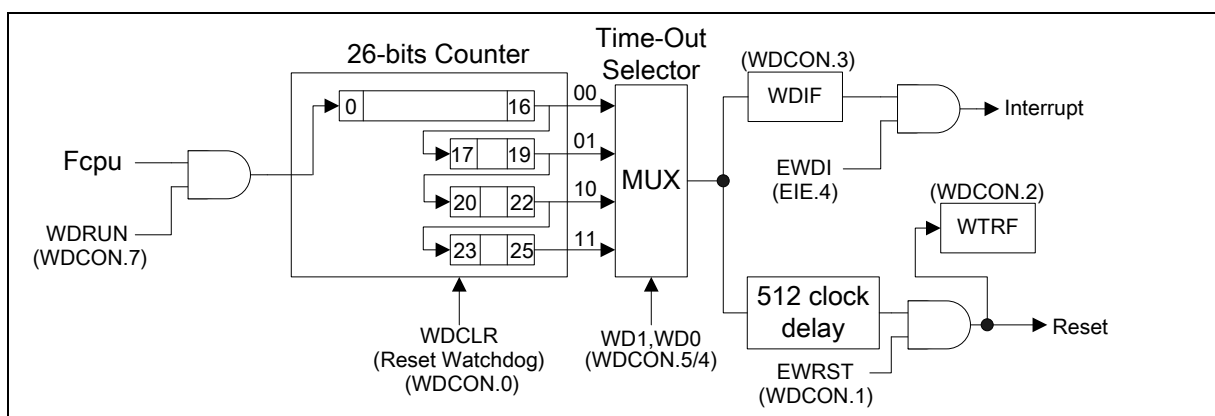 26-bits Counter
Time-Out
Selector
0
16
00
17
19
01
20
22
10
23
25
11
Fcpu
WDRUN
(WDCON.7)
WDCLR
(Reset Watchdog)
(WDCON.0)
MUX
WD1,WD0
(WDCON.5/4)
(WDCON.3)
WDIF
Interrupt
EWDI
(EIE.4)
(WDCON.2)
WTRF
512 clock
delay
Reset
EWRST
(WDCON.1)